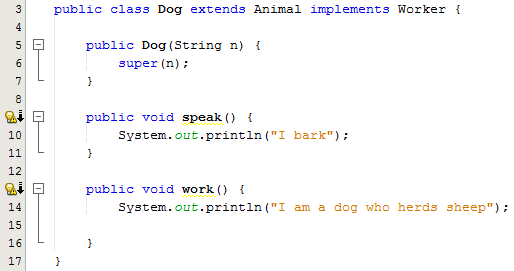 3 public class Dog extends Animal implements Worker {
4
5 public Dog(String n) {
6 super(n);
7 }
8
public void speak() {
10 System.out.println("I bark");
11 }
12
public void work() {
14 System.out.println("I am a dog who herds sheep");
15
16 }
17 }